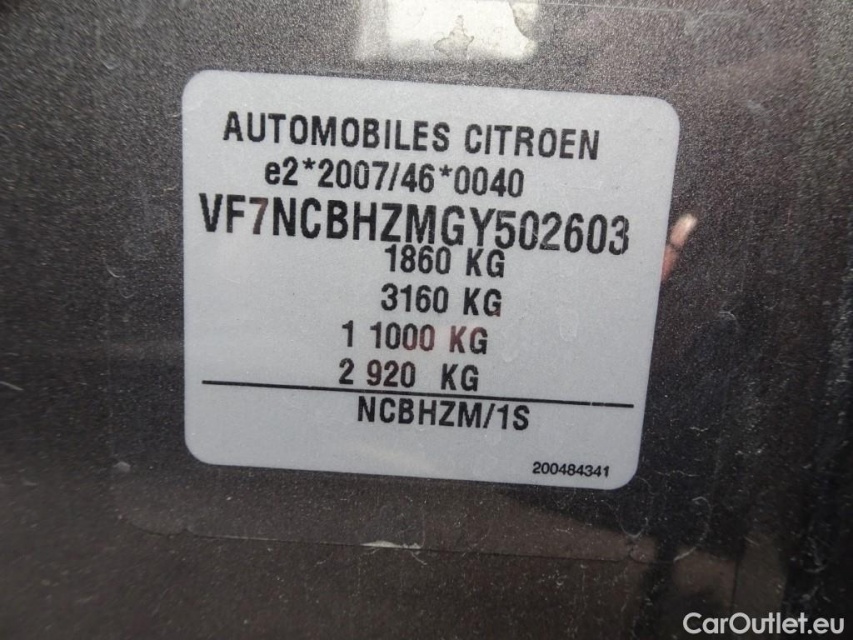 AUTOMOBILES CITROEN
e2*2007/46*0040
VF7NCBHZMGY502603
1860 KG
3160 KG
1 1000 KG
2 920 KG
NCBHZM/1S
200484341
CarOutlet.eu